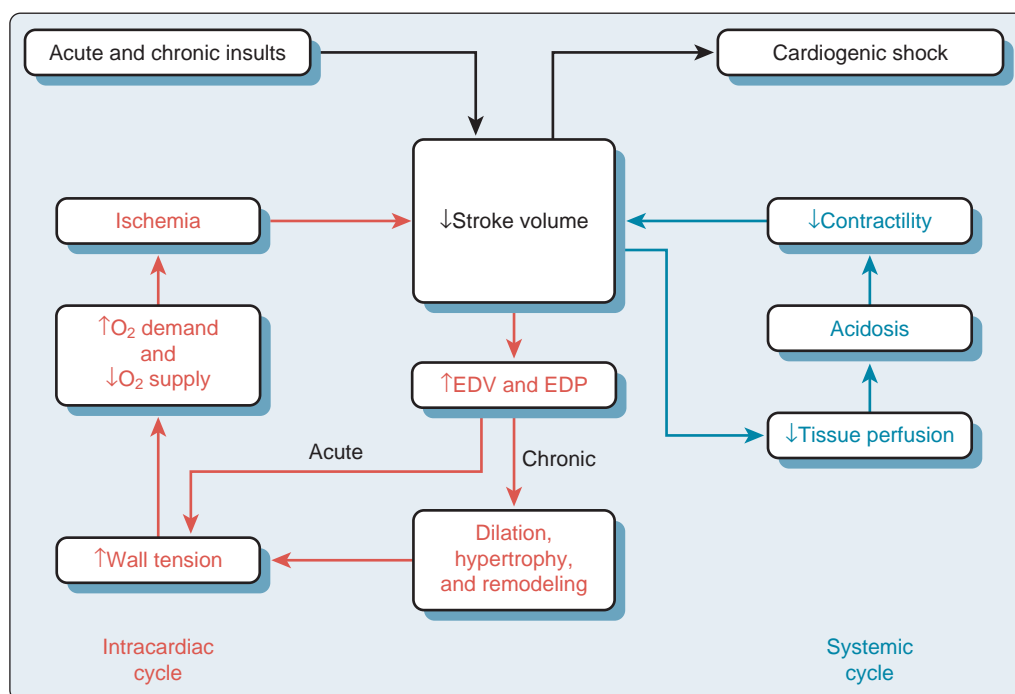 Acute and chronic insults
Cardiogenic shock
↓Stroke volume
Ischemia
↓Contractility
↑O₂ demand
and
↓O₂ supply
Acidosis
↑EDV and EDP
↓Tissue perfusion
Acute
Chronic
↑Wall tension
Dilation,
hypertrophy,
and remodeling
Intracardiac
cycle
Systemic
cycle